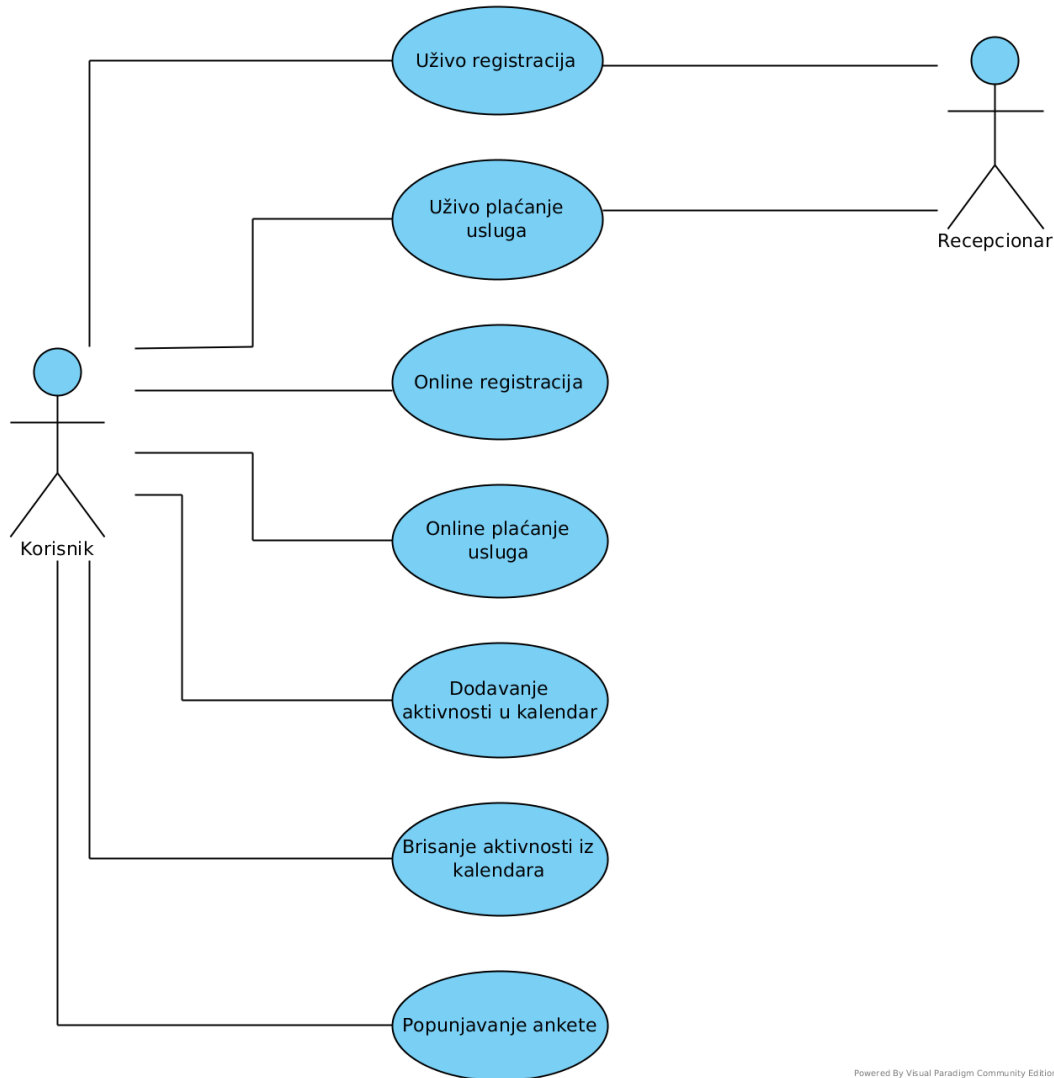 Uživo registracija
Uživo plaćanje
usluga
Recepcionar
Online registracija
Korisnik
Online plaćanje
usluga
Dodavanje
aktivnosti u kalendar
Brisanje aktivnosti iz
kalendara
Popunjavanje ankete
Powered By Visual Paradigm Community Edition